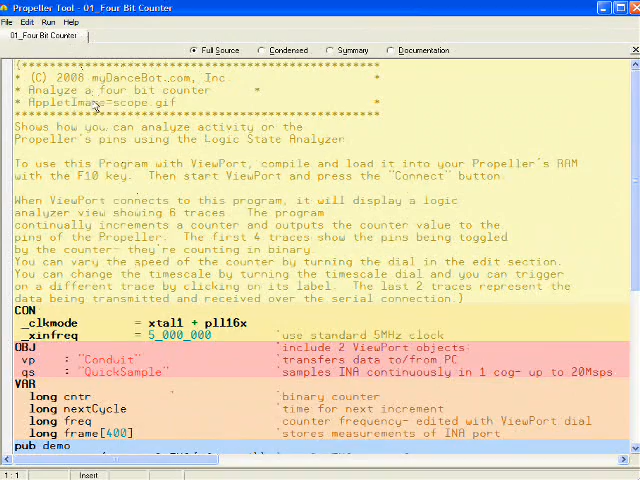 Propeller Tool - 01_Four Bit Counter
File Edit Run Help
01_Four Bit Counter
Full Source Condensed Summary Documentation
{***************************************************
* (C) 2008 myDanceBot.com, Inc. *
* Analyze a four bit counter *
* AppletImage=scope.gif *
****************************************************
Shows how you can analyze activity on the
Propeller's pins using the Logic State Analyzer
To use this Program with ViewPort, compile and load it into your Propeller's RAM
with the F10 key. Then start ViewPort and press the "Connect" button.
When ViewPort connects to this program, it will display a logic
analyzer view showing 6 traces. The program
continually increments a counter and outputs the counter value to the
pins of the Propeller. The first 4 traces show the pins being toggled
by the counter- they're counting in binary.
You can vary the speed of the counter by turning the dial in the edit section.
You can change the timescale by turning the timescale dial and you can trigger
on a different trace by clicking on its label. The last 2 traces represent the
data being transmitted and received over the serial connection.}
CON
_clkmode = xtal1 + pll16x
_xinfreq = 5_000_000 'use standard 5MHz clock
OBJ 'include 2 ViewPort objects:
vp : "Conduit" 'transfers data to/from PC
qs : "QuickSample" 'samples INA continuously in 1 cog- up to 20Msps
VAR
long cntr 'binary counter
long nextCycle 'time for next increment
long freq 'counter frequency- edited with ViewPort dial
long frame[400] 'stores measurements of INA port
pub demo
1 : 1 Insert